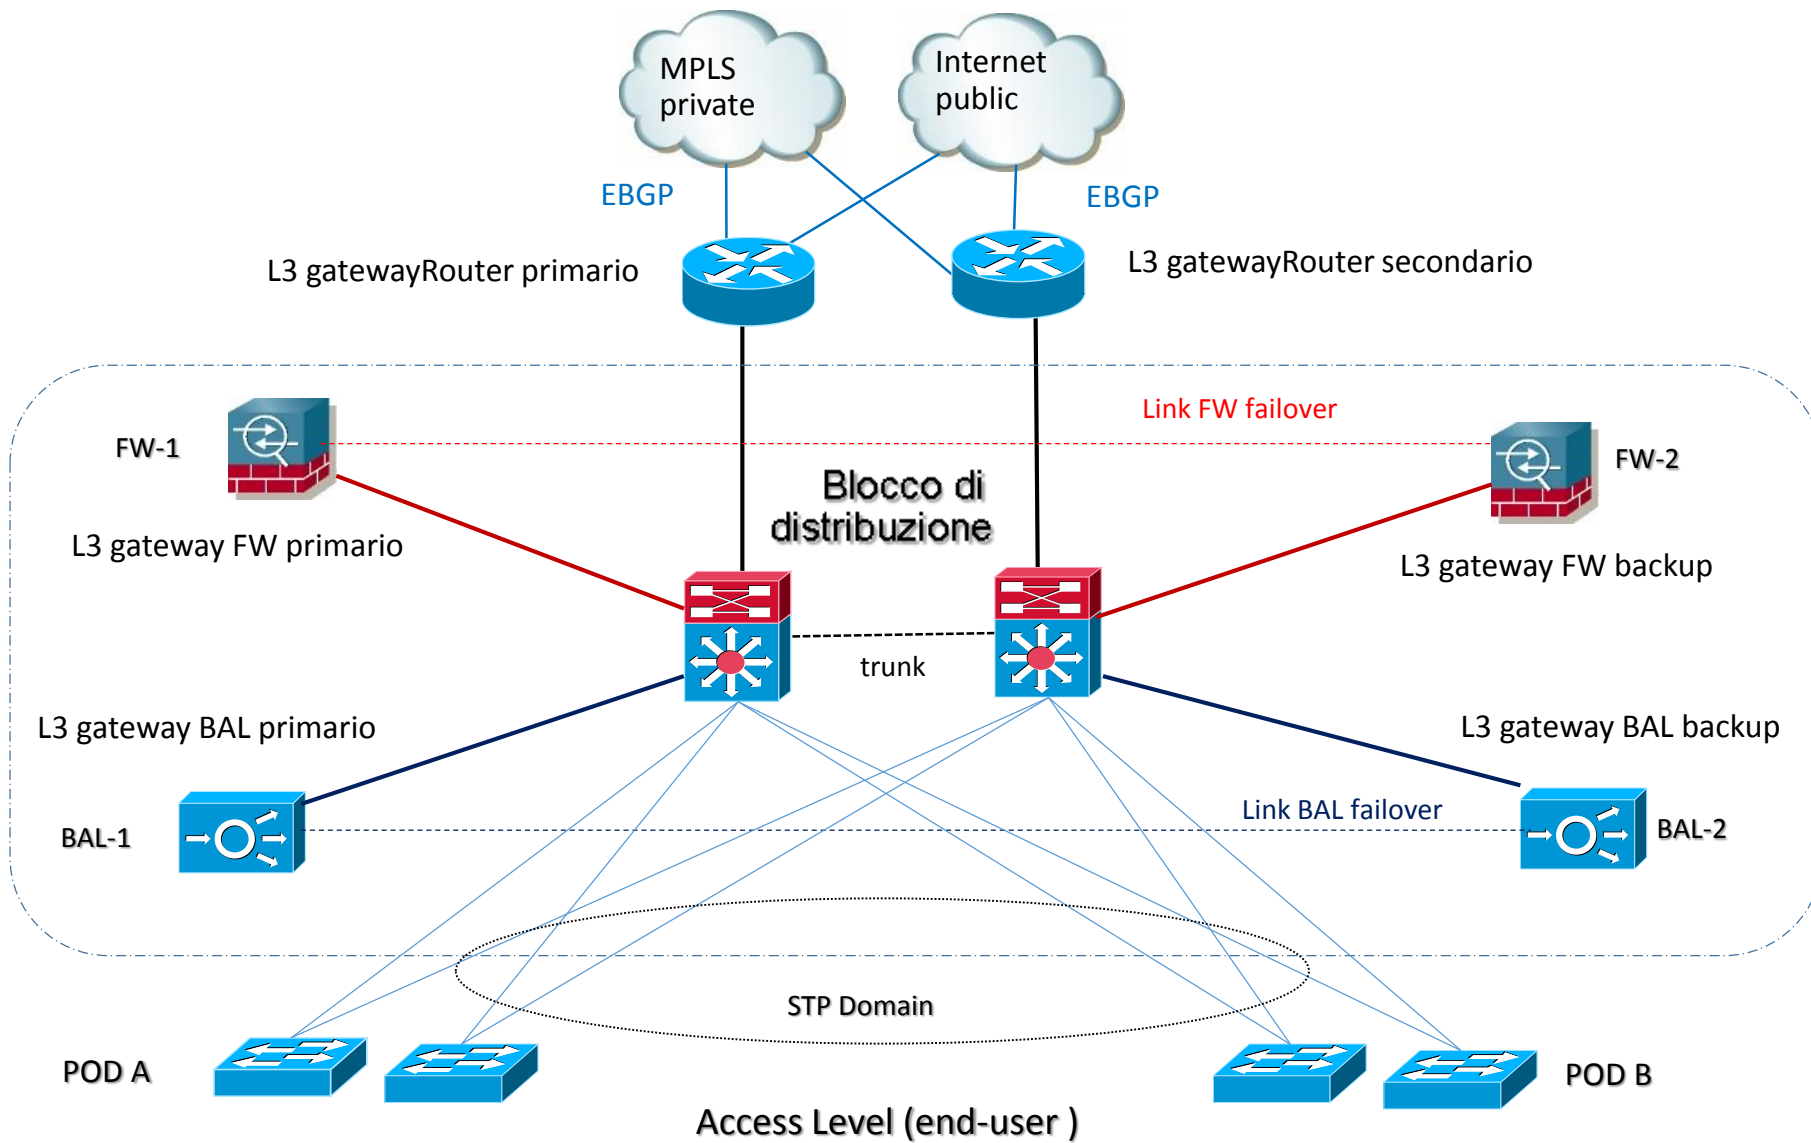 MPLS
private
Internet
public
EBGP
EBGP
L3 gatewayRouter primario
L3 gatewayRouter secondario
Link FW failover
FW-1
FW-2
Blocco di
distribuzione
L3 gateway FW primario
L3 gateway FW backup
trunk
L3 gateway BAL primario
L3 gateway BAL backup
Link BAL failover
BAL-1
BAL-2
STP Domain
POD A
POD B
Access Level (end-user )